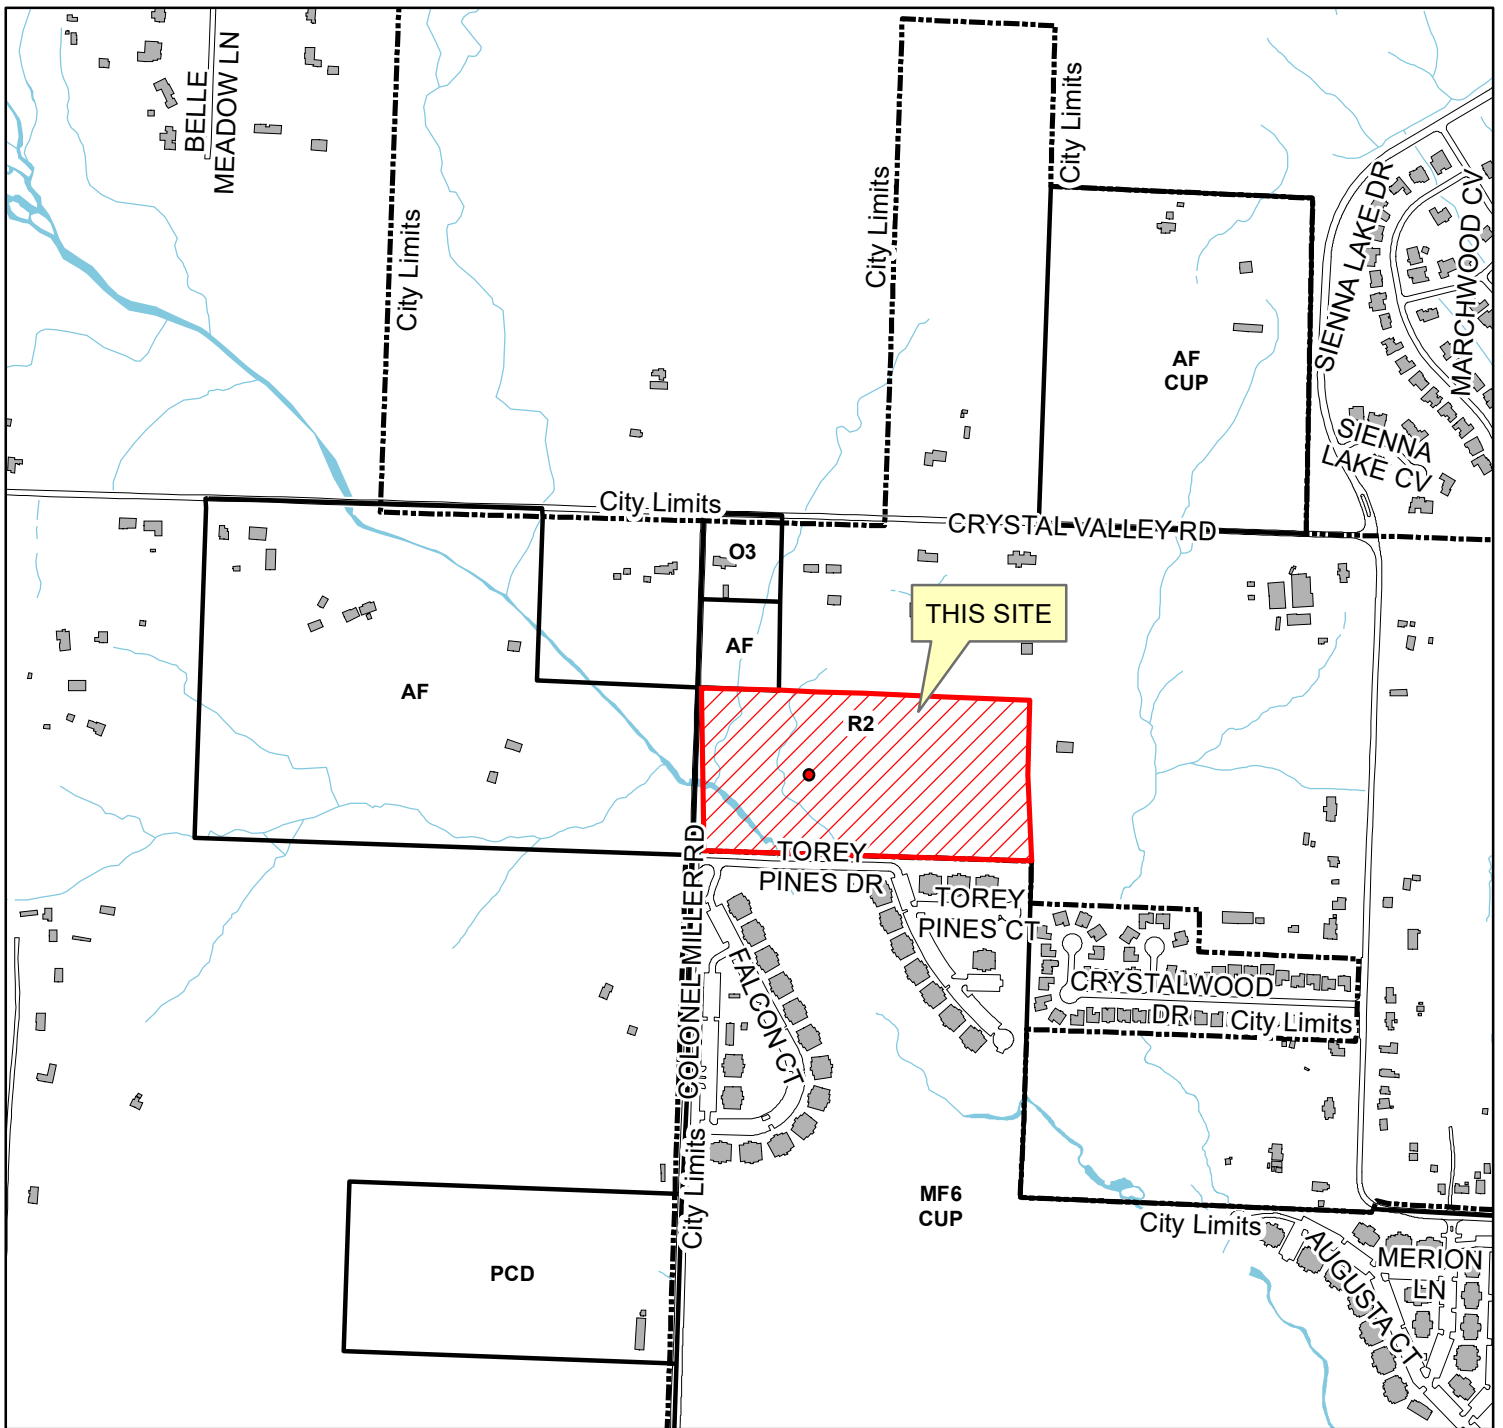 BELLE
MEADOW LN
City Limits
City Limits
City Limits
SIENNA LAKE DR
MARCHWOOD CV
AF
CUP
SIENNA
LAKE CV
City Limits
CRYSTAL VALLEY RD
O3
THIS SITE
AF
AF
R2
TOREY
PINES DR
TOREY
PINES CT
COLONEL MILLER RD
FALCON CT
CRYSTALWOOD
DR
City Limits
City Limits
MF6
CUP
City Limits
PCD
AUGUSTA CT
MERION
LN